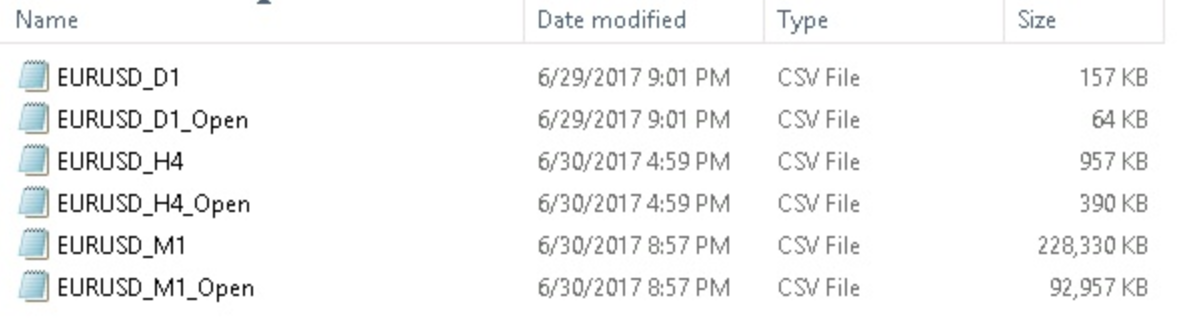 Name Date modified Type Size
EURUSD_D1 6/29/2017 9:01 PM CSV File 157 KB
EURUSD_D1_Open 6/29/2017 9:01 PM CSV File 64 KB
EURUSD_H4 6/30/2017 4:59 PM CSV File 957 KB
EURUSD_H4_Open 6/30/2017 4:59 PM CSV File 390 KB
EURUSD_M1 6/30/2017 8:57 PM CSV File 228,330 KB
EURUSD_M1_Open 6/30/2017 8:57 PM CSV File 92,957 KB